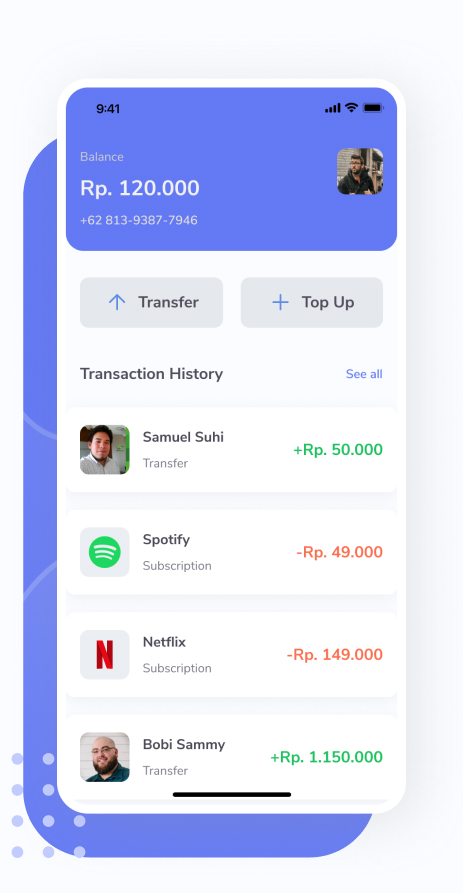 9:41
Balance
Rp. 120.000
+62 813-9387-7946
Transfer
Top Up
Transaction History
See all
Samuel Suhi
Transfer
+Rp. 50.000
Spotify
Subscription
-Rp. 49.000
Netflix
Subscription
-Rp. 149.000
Bobi Sammy
Transfer
+Rp. 1.150.000